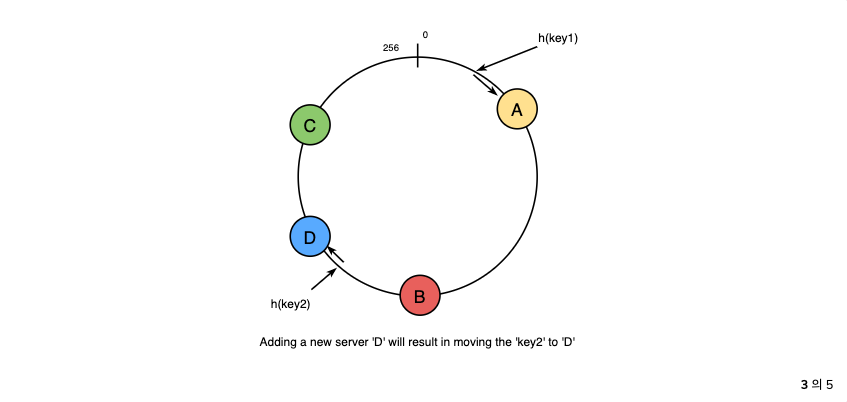 0
256
h(key1)
A
C
D
B
h(key2)
Adding a new server 'D' will result in moving the 'key2' to 'D'
3 의 5